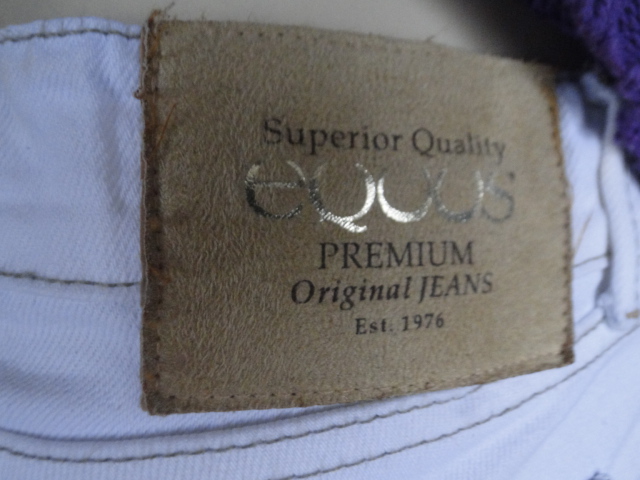 Superior Quality
eQUUS
PREMIUM
Original JEANS
Est. 1976